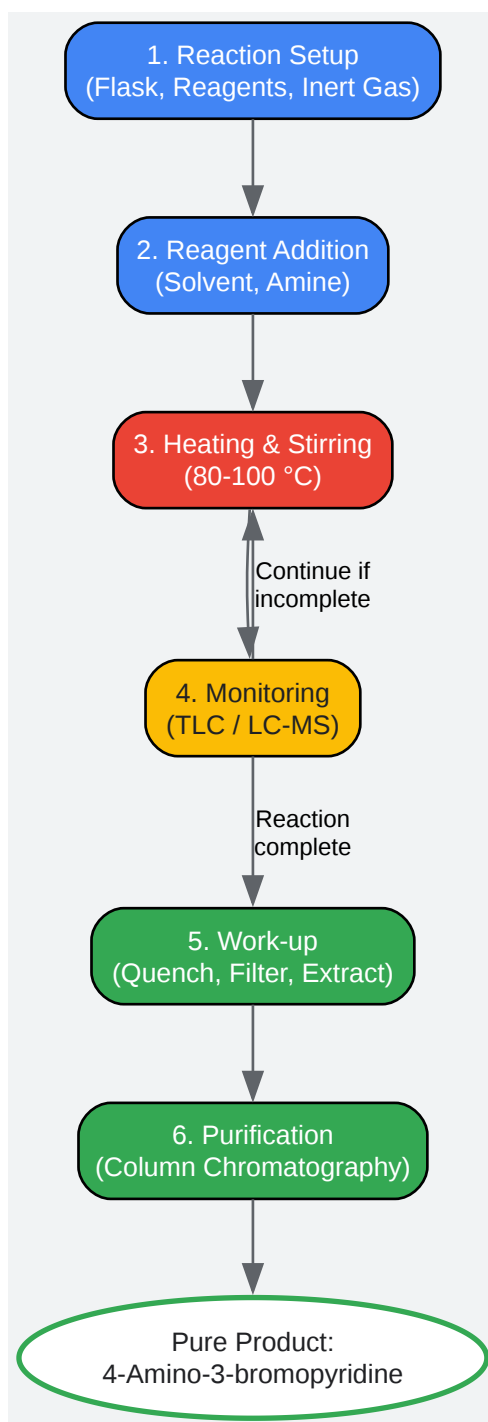 1. Reaction Setup
(Flask, Reagents, Inert Gas)
2. Reagent Addition
(Solvent, Amine)
3. Heating & Stirring
(80-100 °C)
Continue if
incomplete
4. Monitoring
(TLC / LC-MS)
Reaction
complete
5. Work-up
(Quench, Filter, Extract)
6. Purification
(Column Chromatography)
Pure Product:
4-Amino-3-bromopyridine